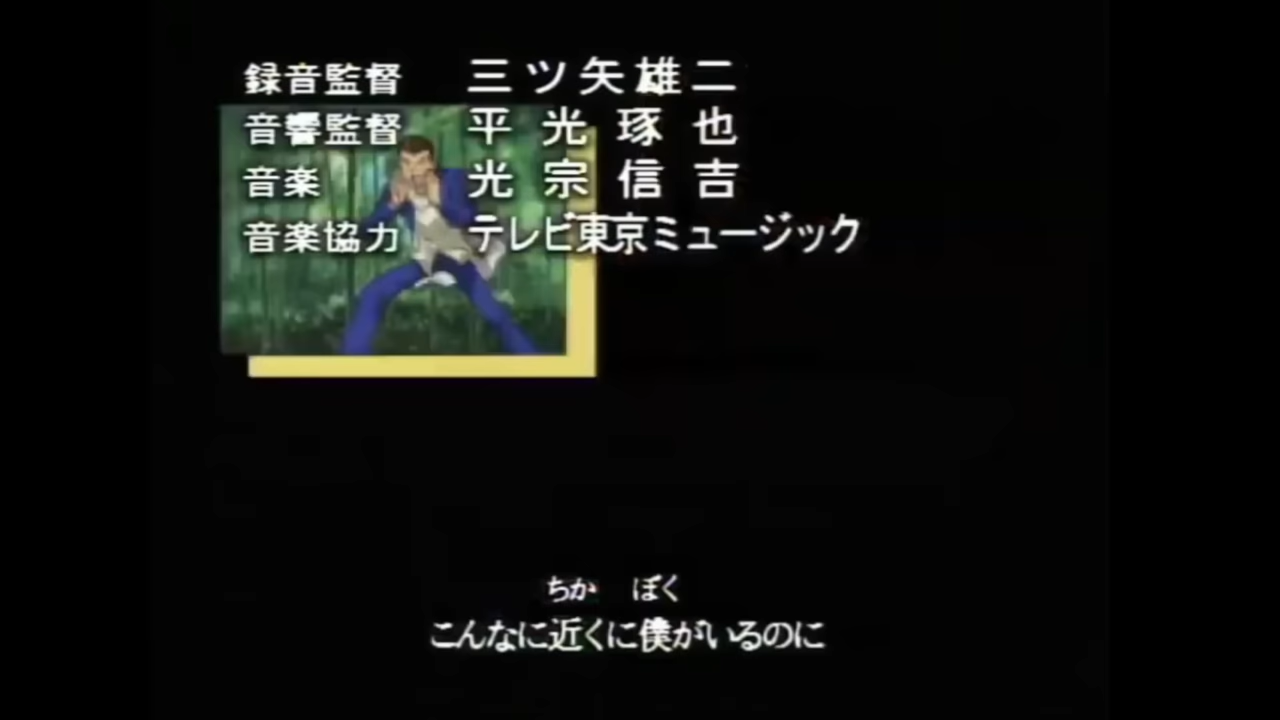 録音監督 三ツ矢雄二
音響監督 平光琢也
音楽 光宗信吉
音楽協力 テレビ東京ミュージック
ちか ぼく
こんなに近くに僕がいるのに